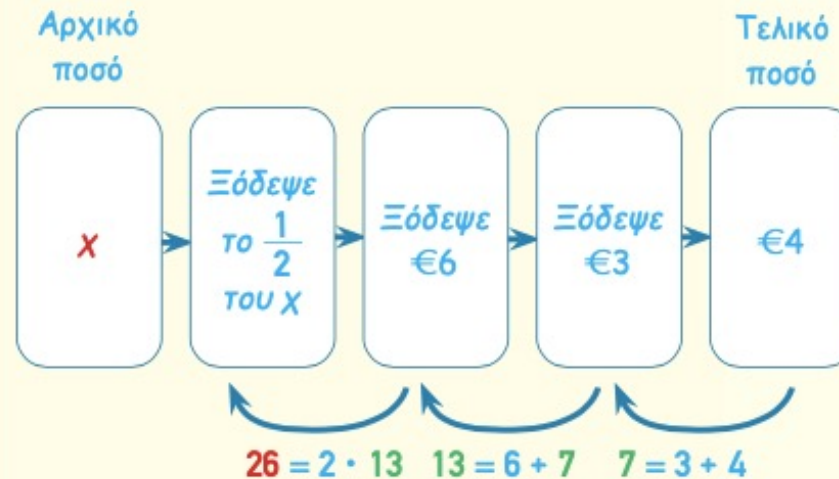 Αρχικό
ποσό
Τελικό
ποσό
x
Ξόδεψε
το 1/2
του x
Ξόδεψε
€6
Ξόδεψε
€3
€4
26 = 2 · 13
13 = 6 + 7
7 = 3 + 4